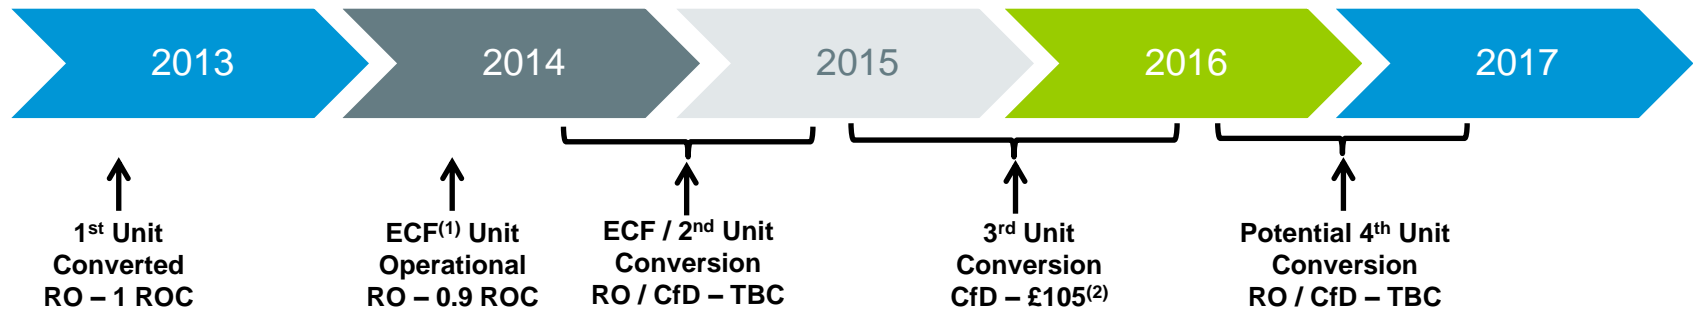 2013
2014
2015
2016
2017
1st Unit
Converted
RO – 1 ROC
ECF(1) Unit
Operational
RO – 0.9 ROC
ECF / 2nd Unit
Conversion
RO / CfD – TBC
3rd Unit
Conversion
CfD – £105(2)
Potential 4th Unit
Conversion
RO / CfD – TBC